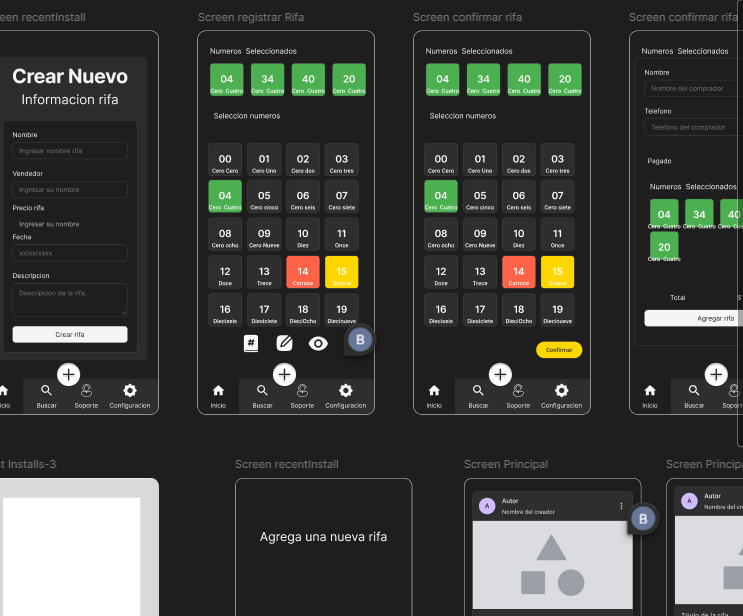 een recentInstall
Crear Nuevo
Informacion rifa
Nombre
Ingresar nombre rifa
Vendedor
Ingresar su nombre
Precio rifa
Ingresar su nombre
Fecha
xx/xx/xxxx
Descripcion
Descripcion de la rifa.
Crear rifa
icio
Buscar
Soporte
Configuracion
Screen registrar Rifa
Numeros Seleccionados
04 34 40 20
Cero Cuatro Cero Cuatro Cero Cuatro Cero Cuatro
Seleccion numeros
00 01 02 03
Cero Cero Cero Uno Cero dos Cero tres
04 05 06 07
Cero Cuatro Cero cinco Cero seis Cero siete
08 09 10 11
Cero ocho Cero Nueve Diez Once
12 13 14 15
Doce Trece Catroce Quince
16 17 18 19
Dieciseis Diesiciete DieciOcho Diecinueve
#
B
Inicio
Buscar
Soporte
Configuracion
Screen confirmar rifa
Numeros Seleccionados
04 34 40 20
Cero Cuatro Cero Cuatro Cero Cuatro Cero Cuatro
Seleccion numeros
00 01 02 03
Cero Cero Cero Uno Cero dos Cero tres
04 05 06 07
Cero Cuatro Cero cinco Cero seis Cero siete
08 09 10 11
Cero ocho Cero Nueve Diez Once
12 13 14 15
Doce Trece Catroce Quince
16 17 18 19
Dieciseis Diesiciete DieciOcho Diecinueve
Confirmar
Inicio
Buscar
Soporte
Configuracion
Screen confirmar rifa
Numeros Seleccionados
Nombre
Nombre del comprador
Telefono
Telefono del comprador
Pagado
Numeros Seleccionados
04 34 40
Cero Cuatro Cero Cuatro Cero Cua
20
Cero Cuatro
Total
Agregar rifa
Inicio
Buscar
Sopor
t Installs-3
Screen recentInstall
Agrega una nueva rifa
Screen Principal
A
Autor
Nombre del creador
B
Screen Principa
A
Autor
Nombre del cre
Titulo de la rifa